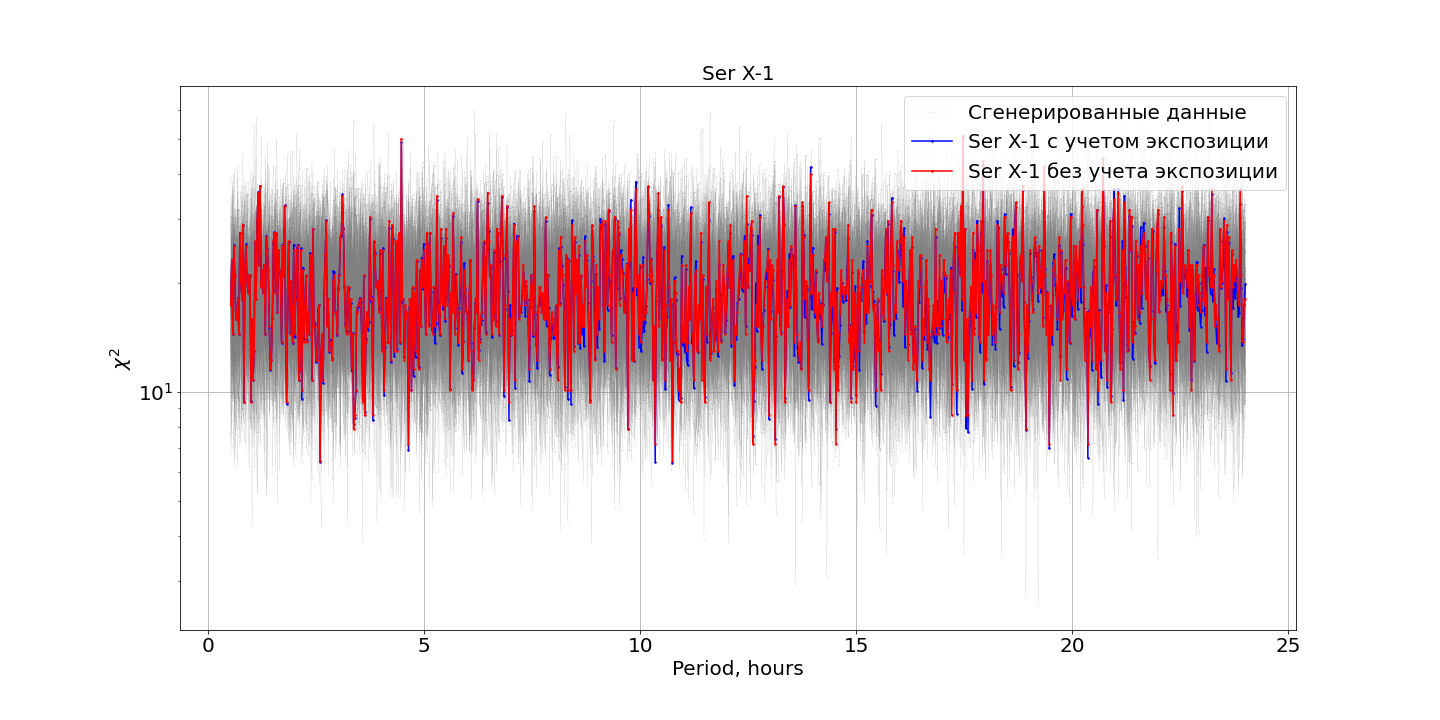 Ser X-1
Сгенерированные данные
Ser X-1 с учетом экспозиции
Ser X-1 без учета экспозиции
χ²
10¹
0 5 10 15 20 25
Period, hours